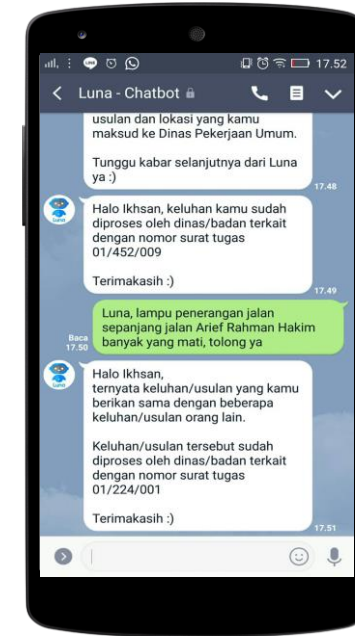 17.52
Luna - Chatbot
usulan dan lokasi yang kamu
maksud ke Dinas Pekerjaan Umum.
Tunggu kabar selanjutnya dari Luna
ya :)
17.48
Halo Ikhsan, keluhan kamu sudah
diproses oleh dinas/badan terkait
dengan nomor surat tugas
01/452/009
Terimakasih :)
17.49
Luna, lampu penerangan jalan
sepanjang jalan Arief Rahman Hakim
banyak yang mati, tolong ya
Baca
17.50
Halo Ikhsan,
ternyata keluhan/usulan yang kamu
berikan sama dengan beberapa
keluhan/usulan orang lain.
Keluhan/usulan tersebut sudah
diproses oleh dinas/badan terkait
dengan nomor surat tugas
01/224/001
Terimakasih :)
17.51